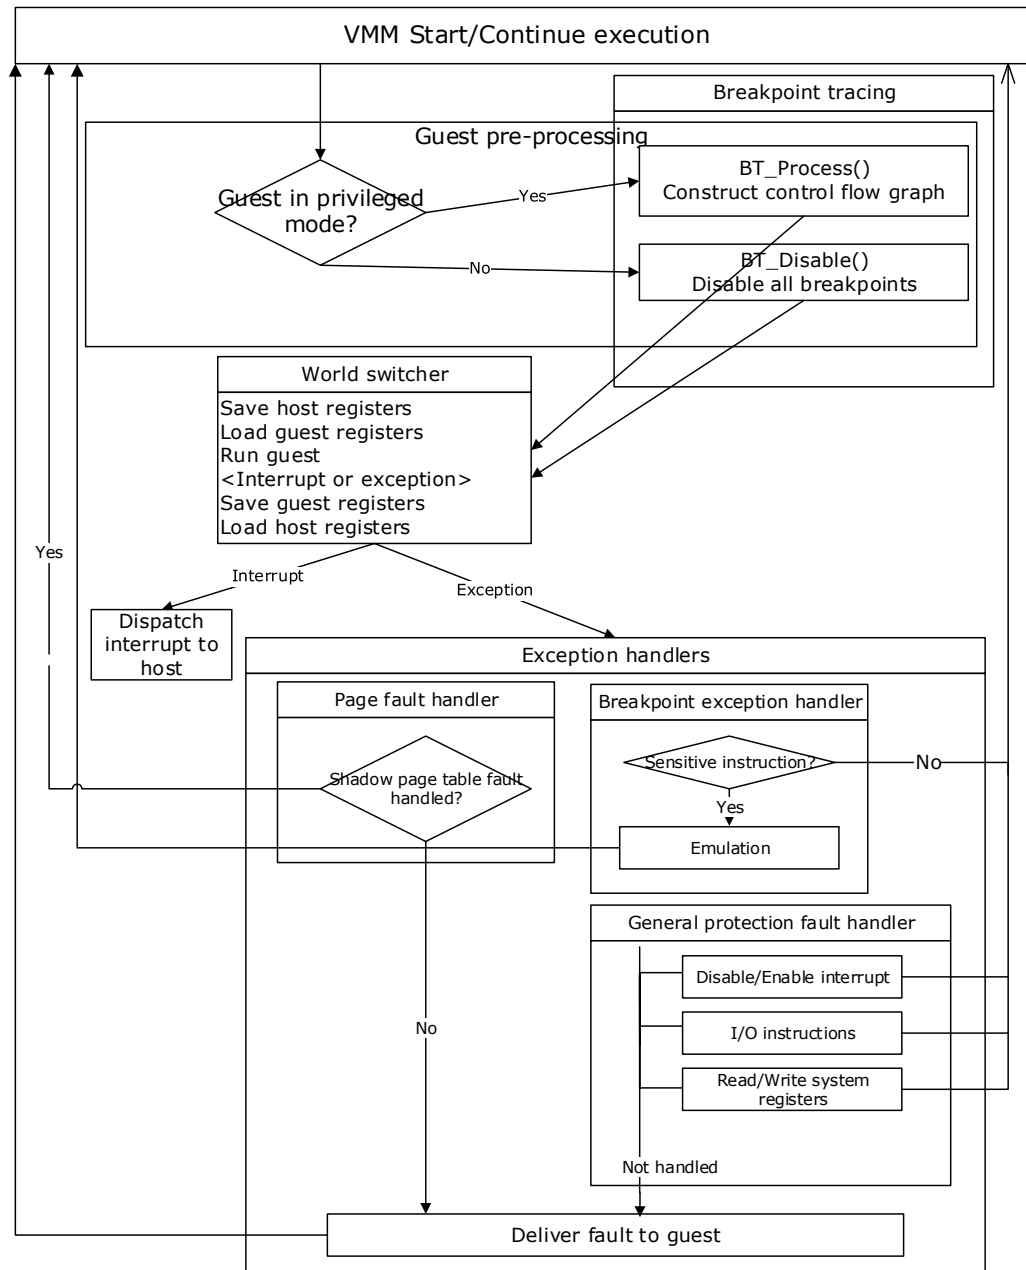 VMM Start/Continue execution
Breakpoint tracing
Guest pre-processing
Guest in privileged
mode?
Yes
BT_Process()
Construct control flow graph
No
BT_Disable()
Disable all breakpoints
World switcher
Save host registers
Load guest registers
Run guest
<Interrupt or exception>
Save guest registers
Load host registers
Yes
Interrupt
Exception
Dispatch
interrupt to
host
Exception handlers
Page fault handler
Breakpoint exception handler
Shadow page table fault
handled?
Sensitive instruction?
No
Yes
Emulation
General protection fault handler
Disable/Enable interrupt
No
I/O instructions
Read/Write system
registers
Not handled
Deliver fault to guest